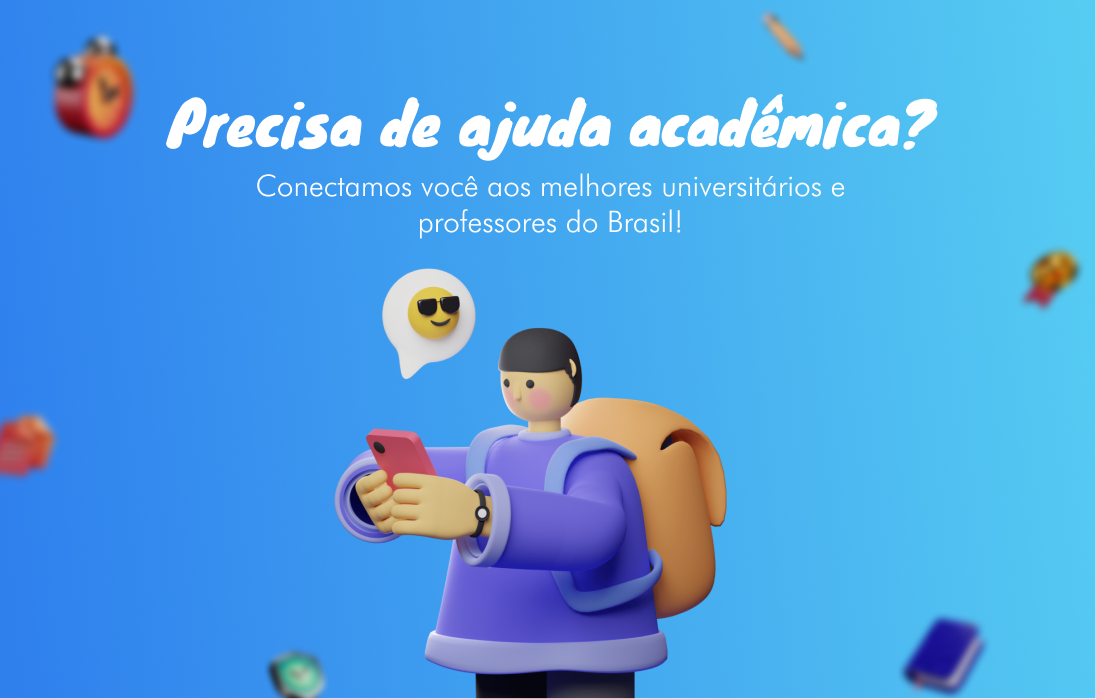 Precisa de ajuda acadêmica?
Conectamos você aos melhores universitários e
professores do Brasil!